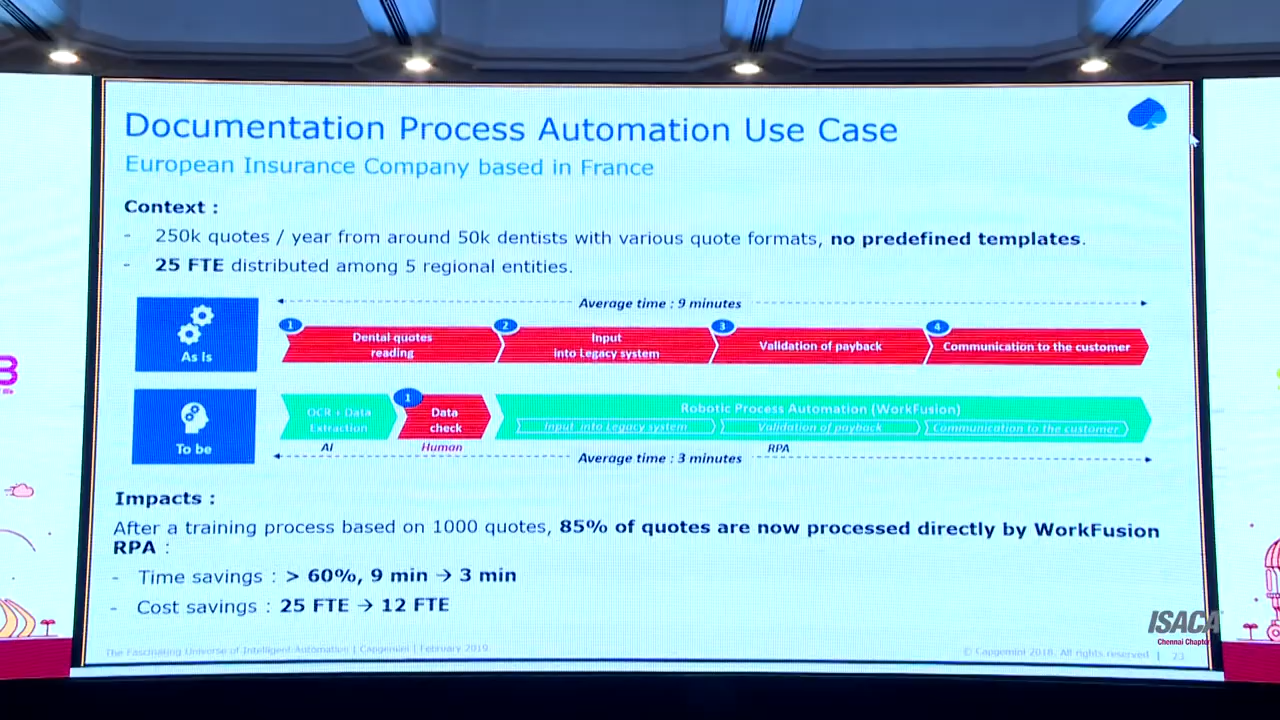 Documentation Process Automation Use Case
European Insurance Company based in France
Context :
- 250k quotes / year from around 50k dentists with various quote formats, no predefined templates.
- 25 FTE distributed among 5 regional entities.
Average time : 9 minutes
As is
1 Dental quotes
reading
2 Input
into Legacy system
3 Validation of payback
4 Communication to the customer
To be
OCR + Data
Extraction
AI
1 Data
check
Human
Robotic Process Automation (WorkFusion)
Input into Legacy system
Validation of payback
Communication to the customer
RPA
Average time : 3 minutes
Impacts :
After a training process based on 1000 quotes, 85% of quotes are now processed directly by WorkFusion
RPA :
- Time savings : > 60%, 9 min → 3 min
- Cost savings : 25 FTE → 12 FTE
The Fascinating Universe of Intelligent Automation | Capgemini | February 2019
© Capgemini 2018. All rights reserved | 23
ISACA
Chennai Chapter